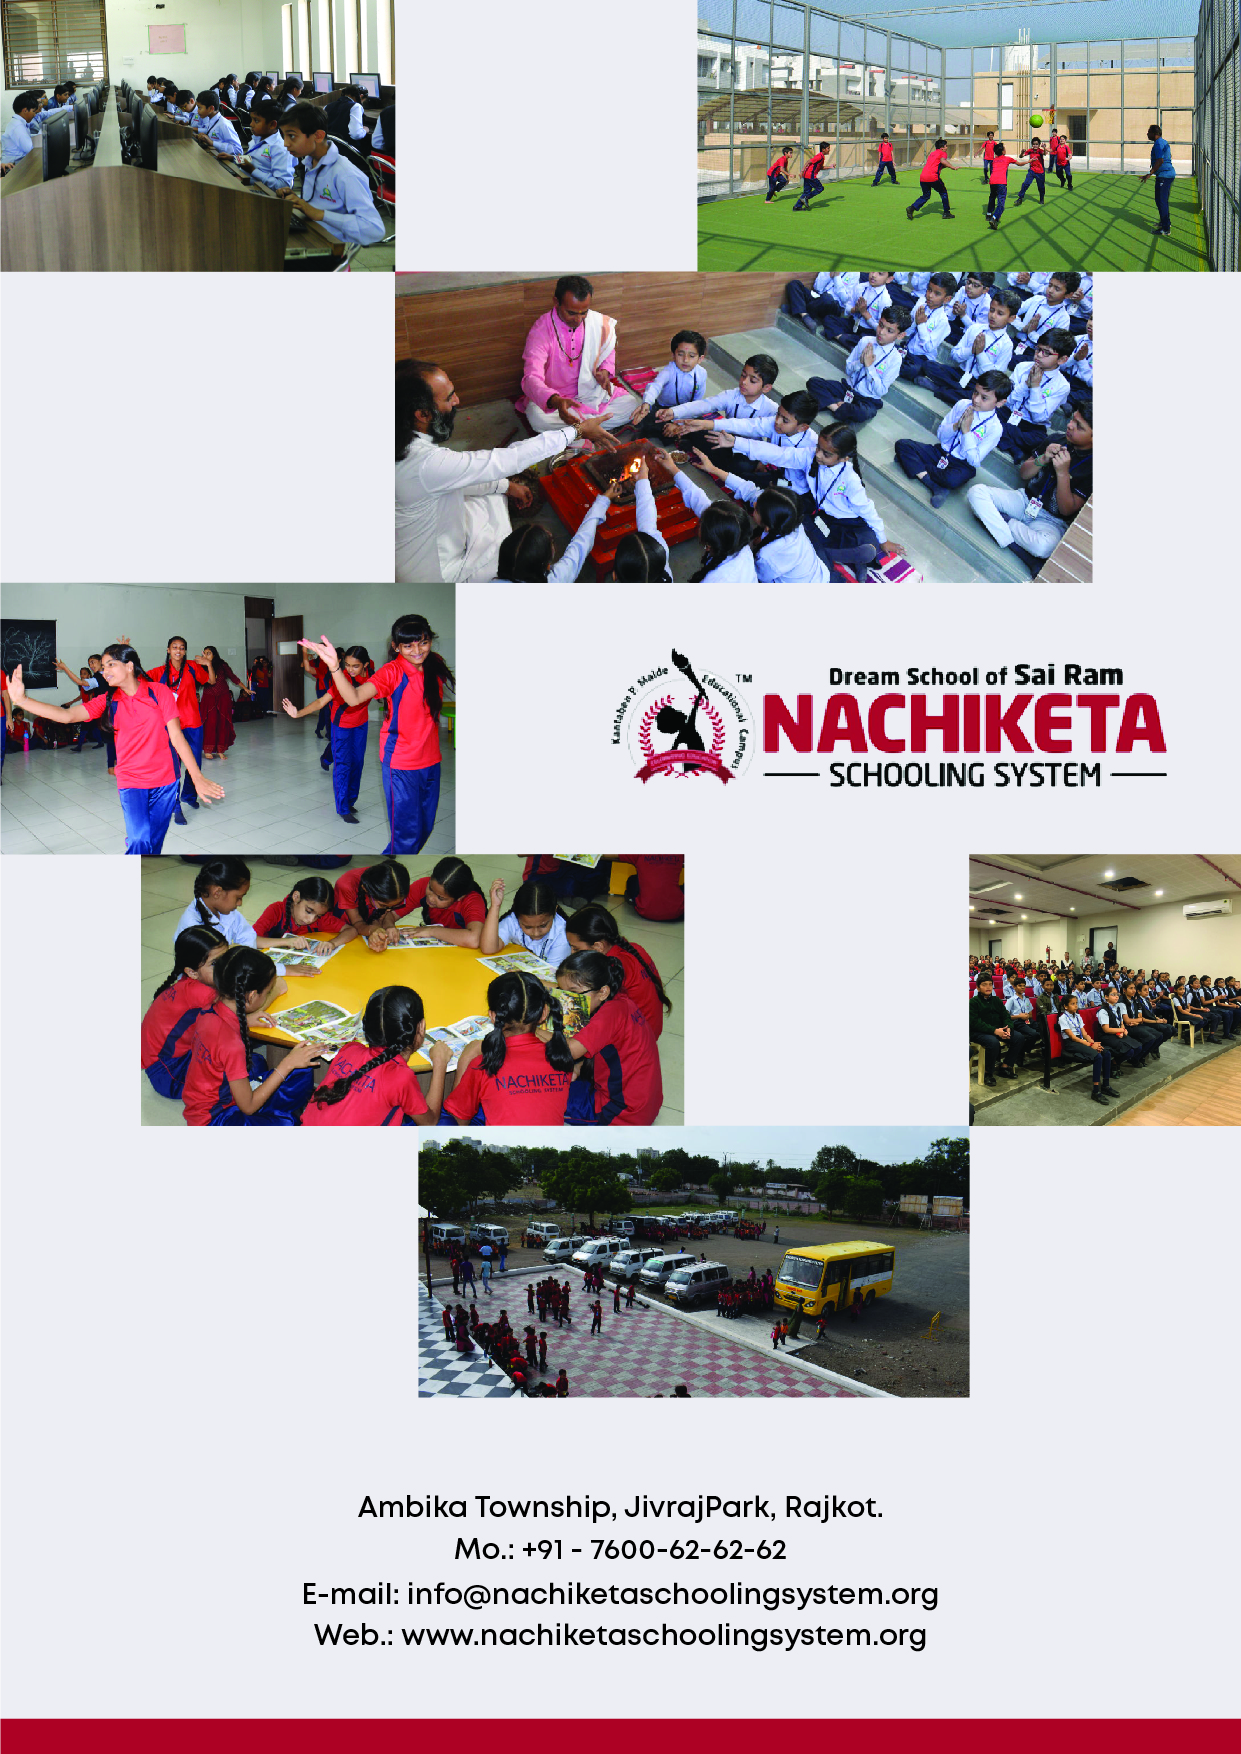 Kantaben P. Maide Educational Campus
TM
Dream School of Sai Ram
NACHIKETA
SCHOOLING SYSTEM
NACHIKETA
SCHOOLING SYSTEM
Ambika Township, JivrajPark, Rajkot.
Mo.: +91 - 7600-62-62-62
E-mail: info@nachiketaschoolingsystem.org
Web.: www.nachiketaschoolingsystem.org